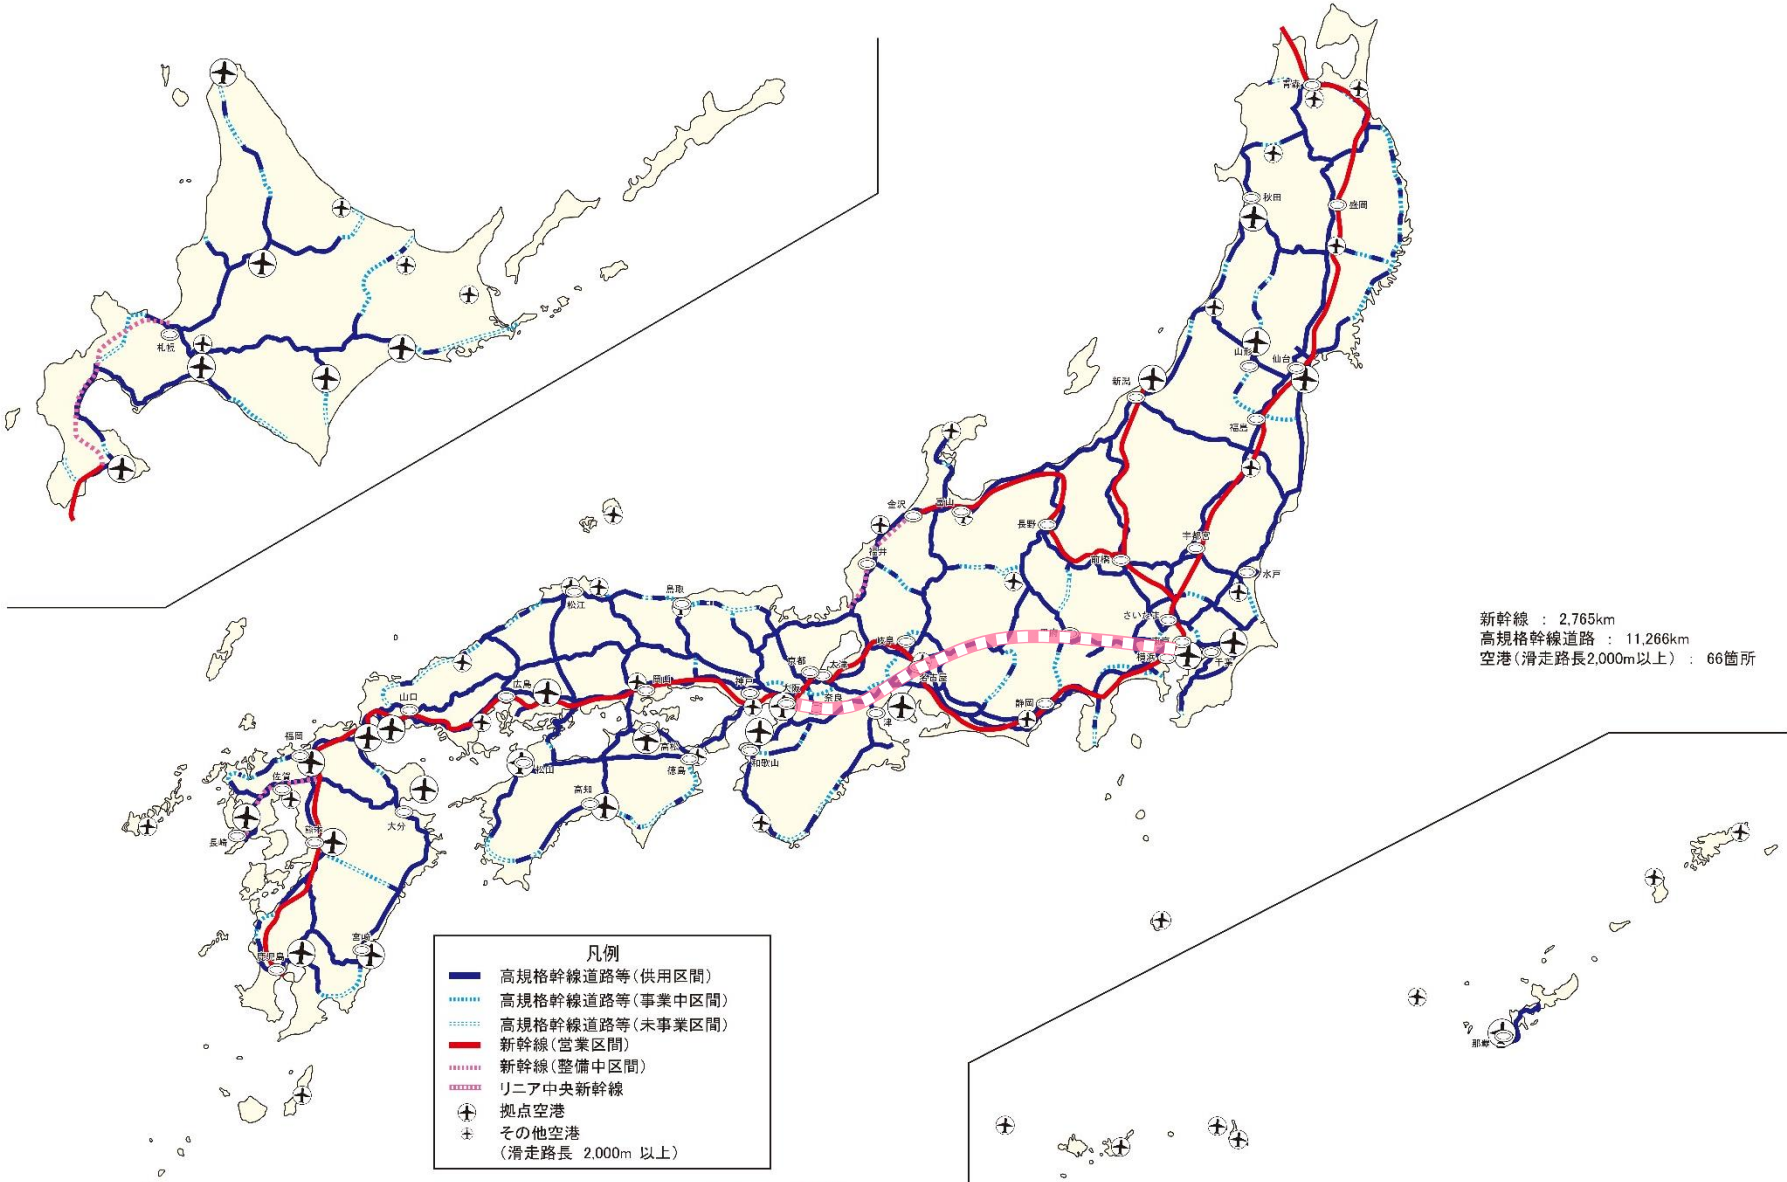 青森
秋田
盛岡
札幌
山形
仙台
新潟
福島
金沢
富山
長野
宇都宮
前橋
水戸
福井
鳥取
松江
さいたま
新幹線 ： 2,765km
高規格幹線道路 ： 11,266km
空港(滑走路長2,000m以上) ： 66箇所
岐阜
東京
横浜
千葉
京都
大津
名古屋
広島
岡山
神戸
大阪
奈良
山口
静岡
津
福岡
高松
徳島
和歌山
松山
佐賀
高知
大分
長崎
熊本
宮崎
鹿児島
那覇
凡例
高規格幹線道路等(供用区間)
高規格幹線道路等(事業中区間)
高規格幹線道路等(未事業区間)
新幹線(営業区間)
新幹線(整備中区間)
リニア中央新幹線
拠点空港
その他空港
(滑走路長 2,000m 以上)